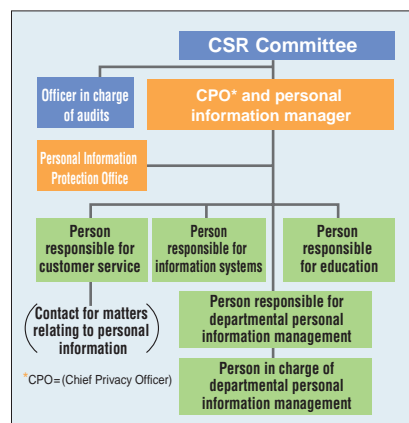 CSR Committee
Officer in charge
of audits
CPO* and personal
information manager
Personal Information
Protection Office
Person
responsible for
customer service
Person
responsible for
information systems
Person
responsible
for education
(Contact for matters
relating to personal
information)
Person responsible for
departmental personal
information management
Person in charge of
departmental personal
information management
*CPO=(Chief Privacy Officer)